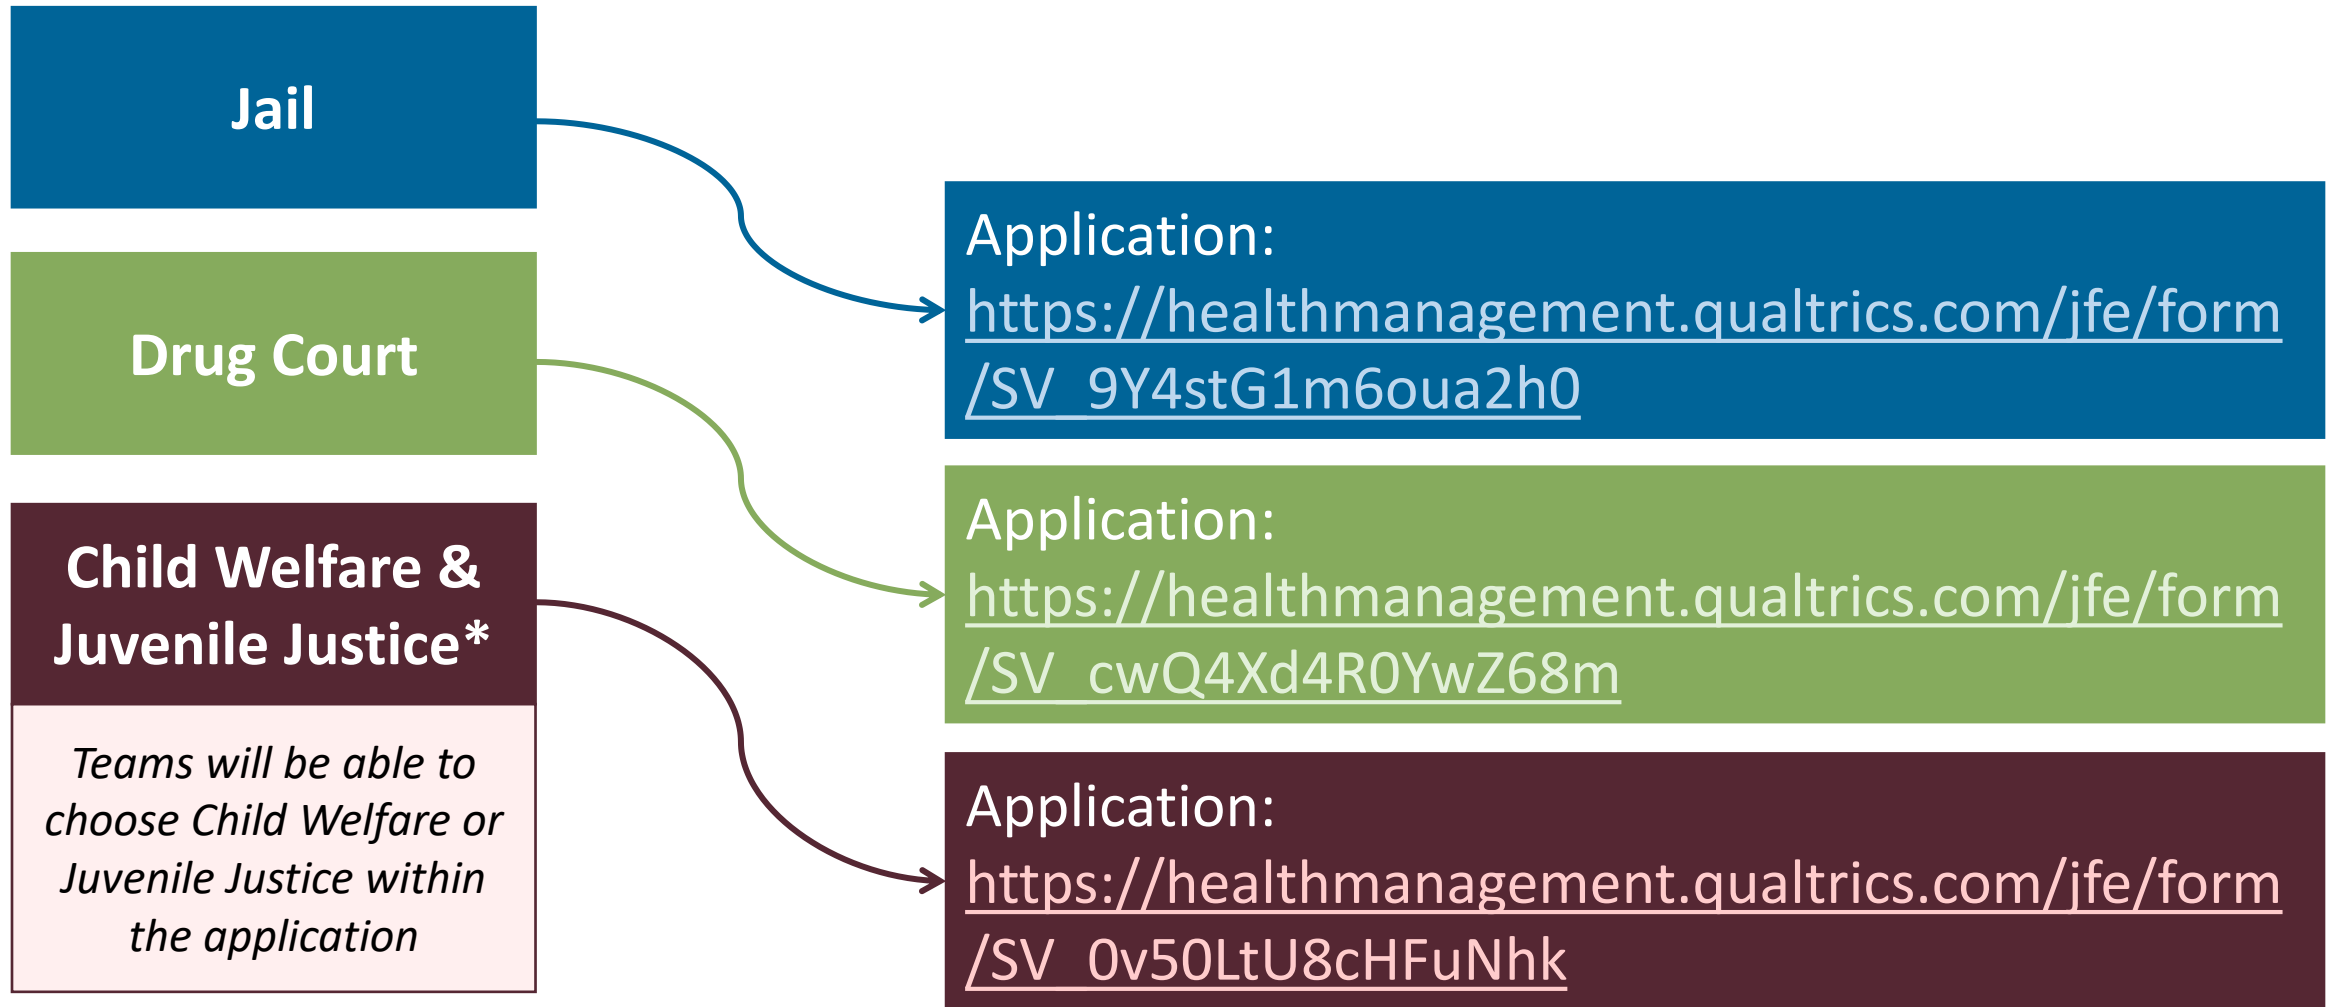 Jail
Application:
https://healthmanagement.qualtrics.com/jfe/form
/SV_9Y4stG1m6oua2h0
Drug Court
Application:
https://healthmanagement.qualtrics.com/jfe/form
/SV_cwQ4Xd4R0YwZ68m
Child Welfare &
Juvenile Justice*
Teams will be able to
choose Child Welfare or
Juvenile Justice within
the application
Application:
https://healthmanagement.qualtrics.com/jfe/form
/SV_0v50LtU8cHFuNhk